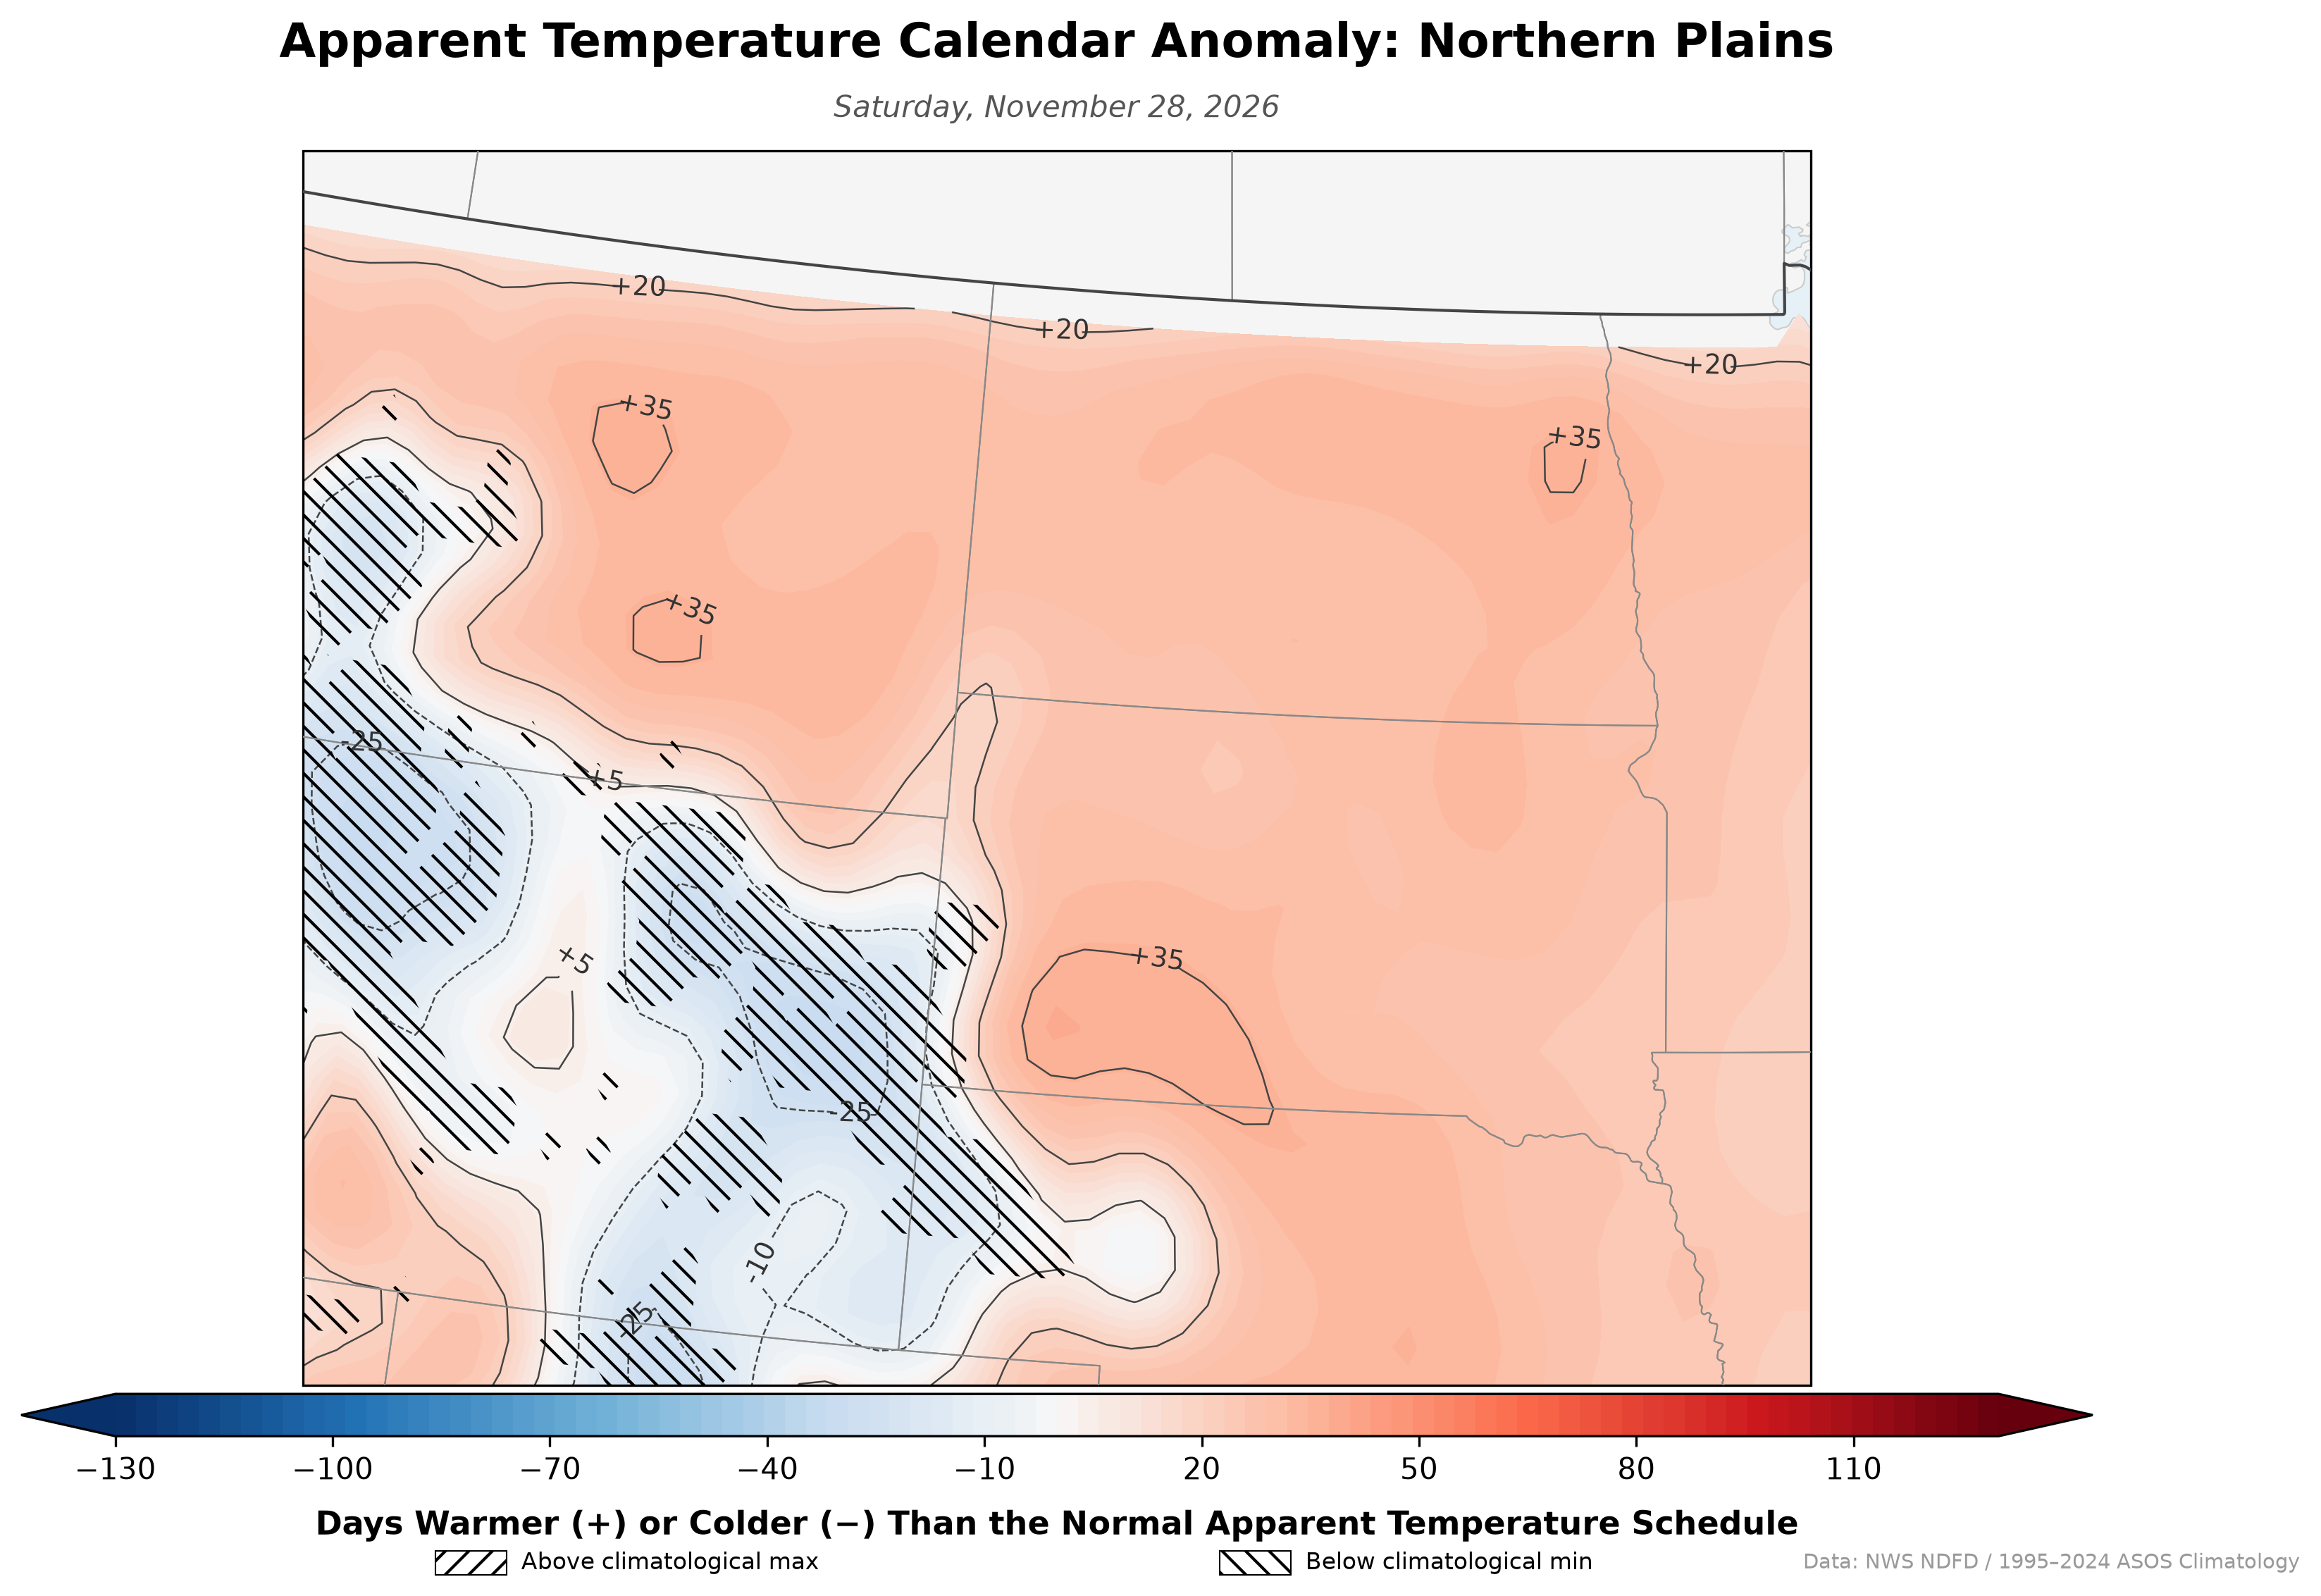 Apparent Temperature Calendar Anomaly: Northern Plains
Saturday, November 28, 2026
+20
+20
+20
+35
+35
+35
-25
+5
+5
+35
-25
-10
-25
−130 −100 −70 −40 −10 20 50 80 110
Days Warmer (+) or Colder (−) Than the Normal Apparent Temperature Schedule
Above climatological max
Below climatological min
Data: NWS NDFD / 1995–2024 ASOS Climatology